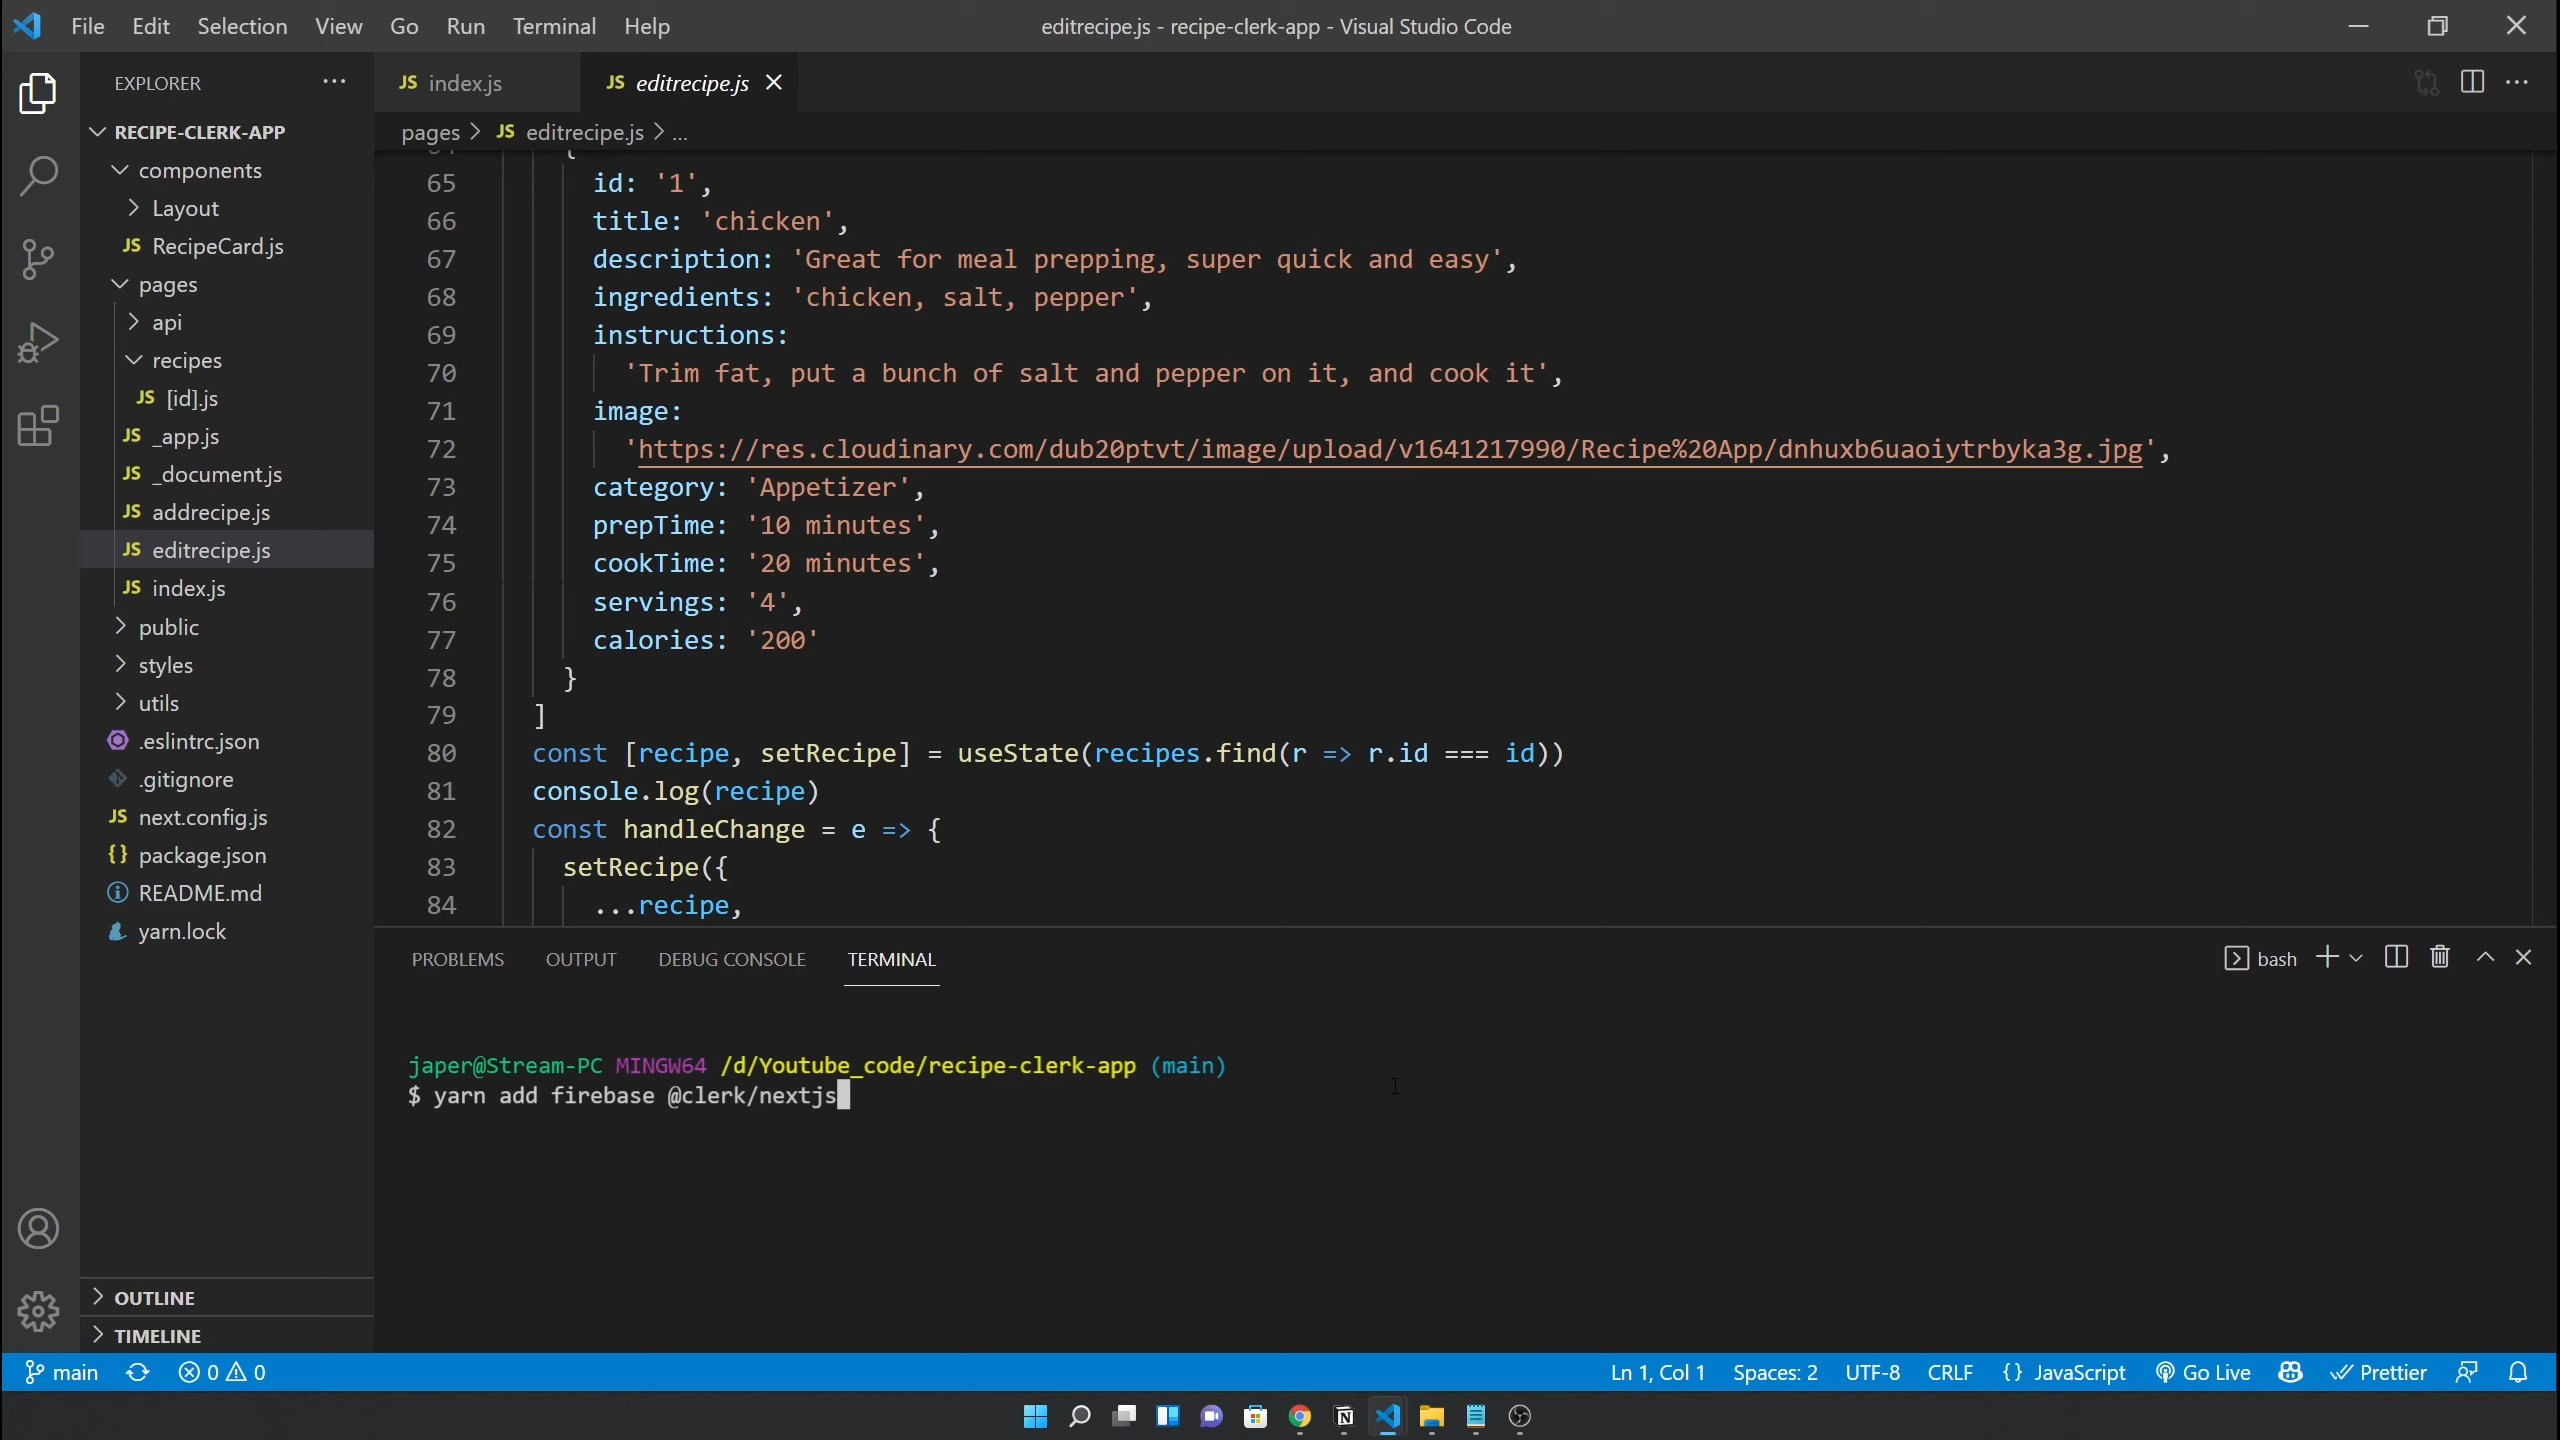 File Edit Selection View Go Run Terminal Help
editrecipe.js - recipe-clerk-app - Visual Studio Code
EXPLORER
RECIPE-CLERK-APP
components
Layout
JS RecipeCard.js
pages
api
recipes
JS [id].js
JS _app.js
JS _document.js
JS addrecipe.js
JS editrecipe.js
JS index.js
public
styles
utils
.eslintrc.json
.gitignore
JS next.config.js
{} package.json
README.md
yarn.lock
OUTLINE
TIMELINE
JS index.js
JS editrecipe.js
pages > JS editrecipe.js > ...
64 {
65 id: '1',
66 title: 'chicken',
67 description: 'Great for meal prepping, super quick and easy',
68 ingredients: 'chicken, salt, pepper',
69 instructions:
70 'Trim fat, put a bunch of salt and pepper on it, and cook it',
71 image:
72 'https://res.cloudinary.com/dub20ptvt/image/upload/v1641217990/Recipe%20App/dnhuxb6uaoiytrbyka3g.jpg',
73 category: 'Appetizer',
74 prepTime: '10 minutes',
75 cookTime: '20 minutes',
76 servings: '4',
77 calories: '200'
78 }
79 ]
80 const [recipe, setRecipe] = useState(recipes.find(r => r.id === id))
81 console.log(recipe)
82 const handleChange = e => {
83 setRecipe({
84 ...recipe,
PROBLEMS OUTPUT DEBUG CONSOLE TERMINAL
bash
japer@Stream-PC MINGW64 /d/Youtube_code/recipe-clerk-app (main)
$ yarn add firebase @clerk/nextjs
main 0 0
Ln 1, Col 1 Spaces: 2 UTF-8 CRLF {} JavaScript Go Live Prettier